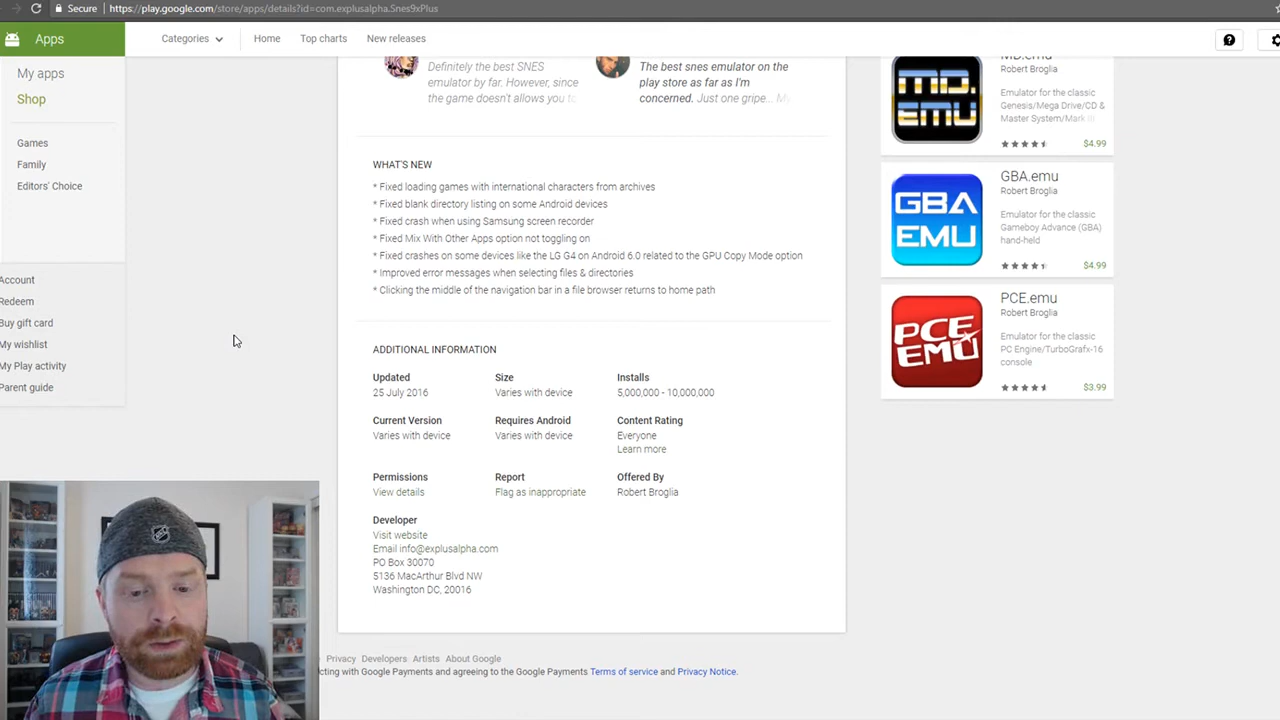 Secure https://play.google.com/store/apps/details?id=com.explusalpha.Snes9xPlus
Apps
Categories
Home
Top charts
New releases
My apps
Shop
Games
Family
Editors' Choice
Account
Redeem
Buy gift card
My wishlist
My Play activity
Parent guide
Definitely the best SNES
emulator by far. However, since
the game doesn't allows you to
The best snes emulator on the
play store as far as I'm
concerned. Just one gripe... My
WHAT'S NEW
* Fixed loading games with international characters from archives
* Fixed blank directory listing on some Android devices
* Fixed crash when using Samsung screen recorder
* Fixed Mix With Other Apps option not toggling on
* Fixed crashes on some devices like the LG G4 on Android 6.0 related to the GPU Copy Mode option
* Improved error messages when selecting files & directories
* Clicking the middle of the navigation bar in a file browser returns to home path
ADDITIONAL INFORMATION
Updated
25 July 2016
Size
Varies with device
Installs
5,000,000 - 10,000,000
Current Version
Varies with device
Requires Android
Varies with device
Content Rating
Everyone
Learn more
Permissions
View details
Report
Flag as inappropriate
Offered By
Robert Broglia
Developer
Visit website
Email info@explusalpha.com
PO Box 30070
5136 MacArthur Blvd NW
Washington DC, 20016
MD.
EMU
MD.emu
Robert Broglia
Emulator for the classic
Genesis/Mega Drive/CD &
Master System/Mark III
$4.99
GBA
EMU
GBA.emu
Robert Broglia
Emulator for the classic
Gameboy Advance (GBA)
hand-held
$4.99
PCE
EMU
PCE.emu
Robert Broglia
Emulator for the classic
PC Engine/TurboGrafx-16
console
$3.99
Privacy Developers Artists About Google
cting with Google Payments and agreeing to the Google Payments Terms of service and Privacy Notice.